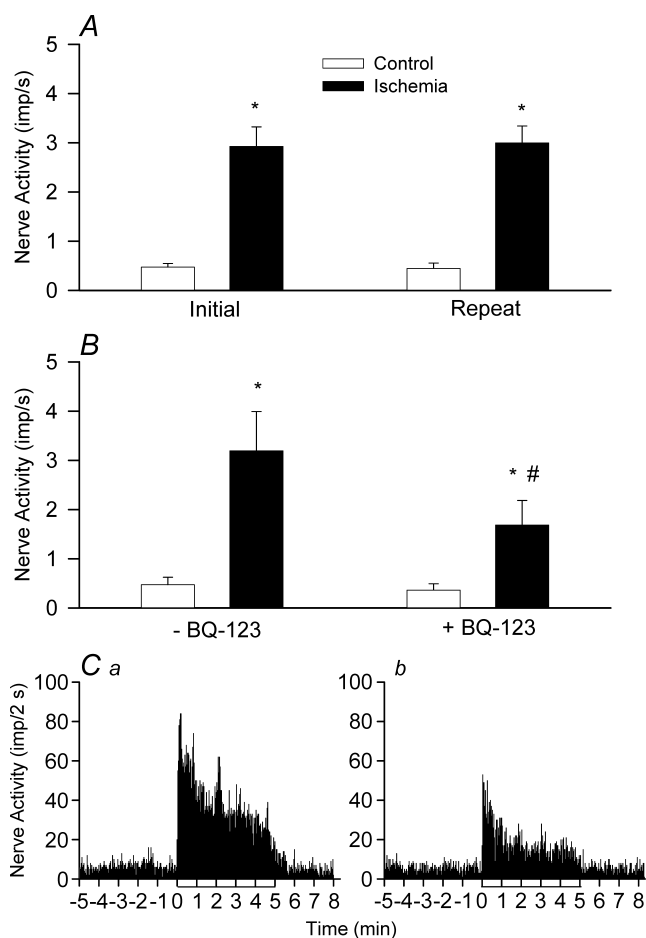 A
Nerve Activity (imp/s)
5
4
3
2
1
0
Control
Ischemia
*
*
Initial Repeat
B
Nerve Activity (imp/s)
5
4
3
2
1
0
*
* #
- BQ-123 + BQ-123
C a b
Nerve Activity (imp/2 s)
100
80
60
40
20
0
-5 -4 -3 -2 -1 0 1 2 3 4 5 6 7 8
100
80
60
40
20
0
-5 -4 -3 -2 -1 0 1 2 3 4 5 6 7 8
Time (min)